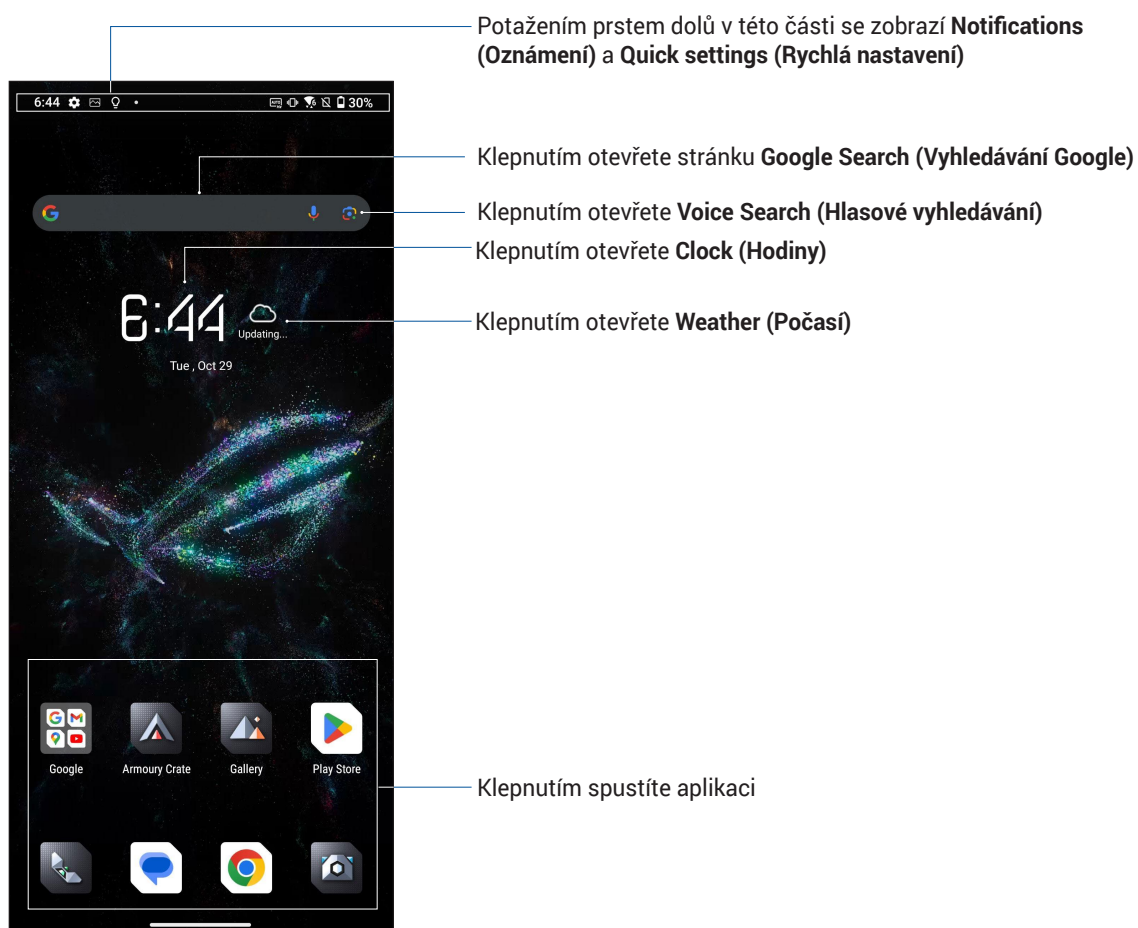 Potažením prstem dolů v této části se zobrazí Notifications
(Oznámení) a Quick settings (Rychlá nastavení)
6:44
30%
Klepnutím otevřete stránku Google Search (Vyhledávání Google)
Klepnutím otevřete Voice Search (Hlasové vyhledávání)
Klepnutím otevřete Clock (Hodiny)
6:44
Updating...
Klepnutím otevřete Weather (Počasí)
Tue , Oct 29
Google Armoury Crate Gallery Play Store
Klepnutím spustíte aplikaci